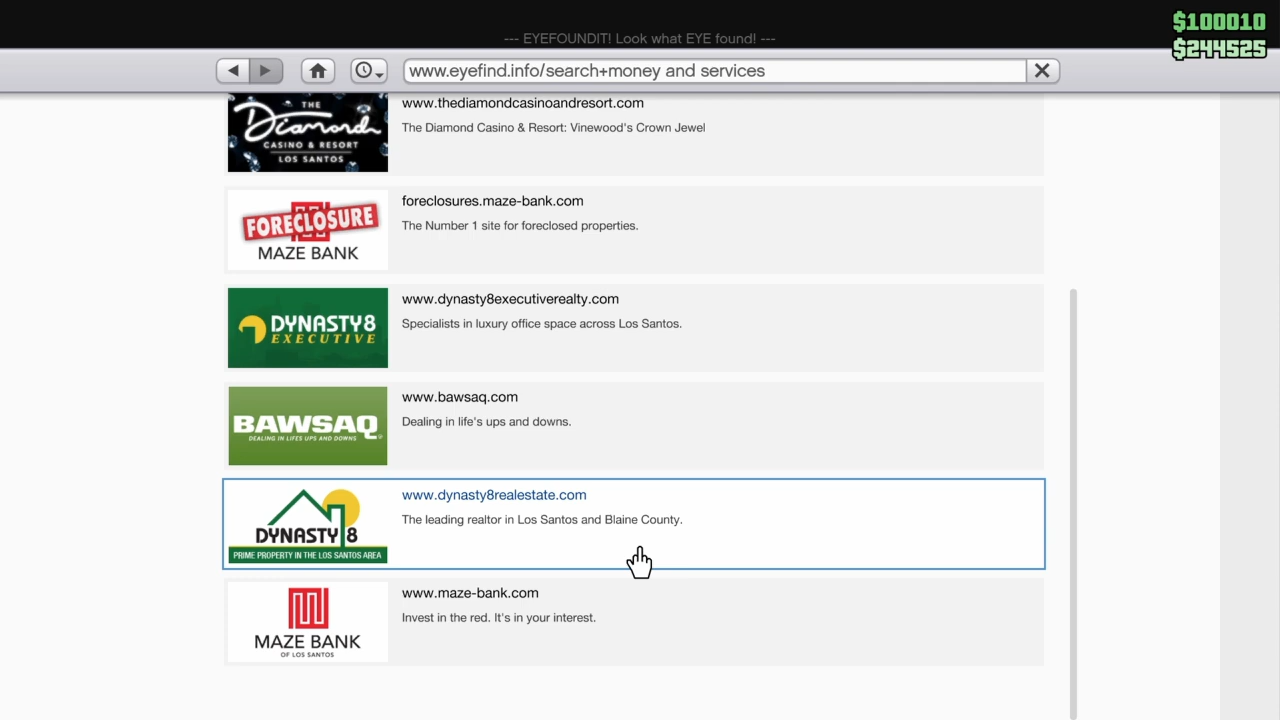 $100010
--- EYEFOUNDIT! Look what EYE found! ---
$244525
www.eyefind.info/search+money and services
THE
Diamond
CASINO & RESORT
LOS SANTOS
www.thediamondcasinoandresort.com
The Diamond Casino & Resort: Vinewood's Crown Jewel
FORECLOSURE
MAZE BANK
foreclosures.maze-bank.com
The Number 1 site for foreclosed properties.
DYNASTY8
EXECUTIVE
www.dynasty8executiverealty.com
Specialists in luxury office space across Los Santos.
BAWSAQ
DEALING IN LIFES UPS AND DOWNS
www.bawsaq.com
Dealing in life's ups and downs.
DYNASTY 8
PRIME PROPERTY IN THE LOS SANTOS AREA
www.dynasty8realestate.com
The leading realtor in Los Santos and Blaine County.
MAZE BANK
OF LOS SANTOS
www.maze-bank.com
Invest in the red. It's in your interest.